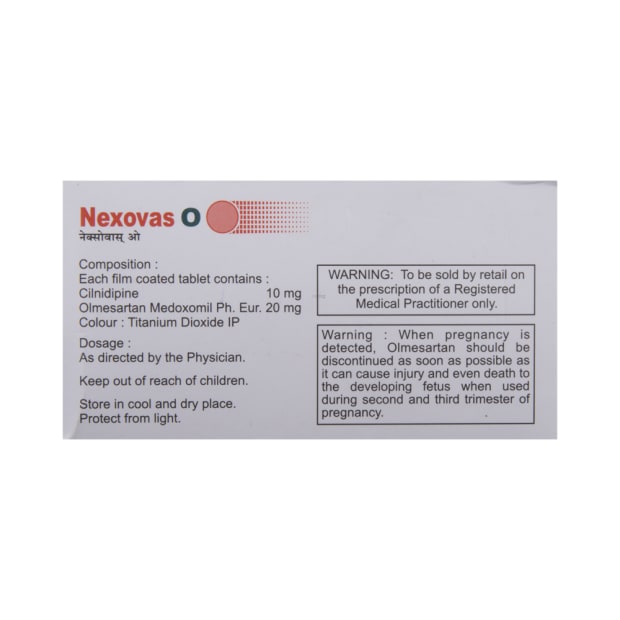 Nexovas O
नेक्सोवास् ओ
Composition :
Each film coated tablet contains :
Cilnidipine 10 mg
Olmesartan Medoxomil Ph. Eur. 20 mg
Colour : Titanium Dioxide IP
Dosage :
As directed by the Physician.
Keep out of reach of children.
Store in cool and dry place.
Protect from light.
WARNING: To be sold by retail on
the prescription of a Registered
Medical Practitioner only.
Warning : When pregnancy is
detected, Olmesartan should be
discontinued as soon as possible as
it can cause injury and even death to
the developing fetus when used
during second and third trimester of
pregnancy.